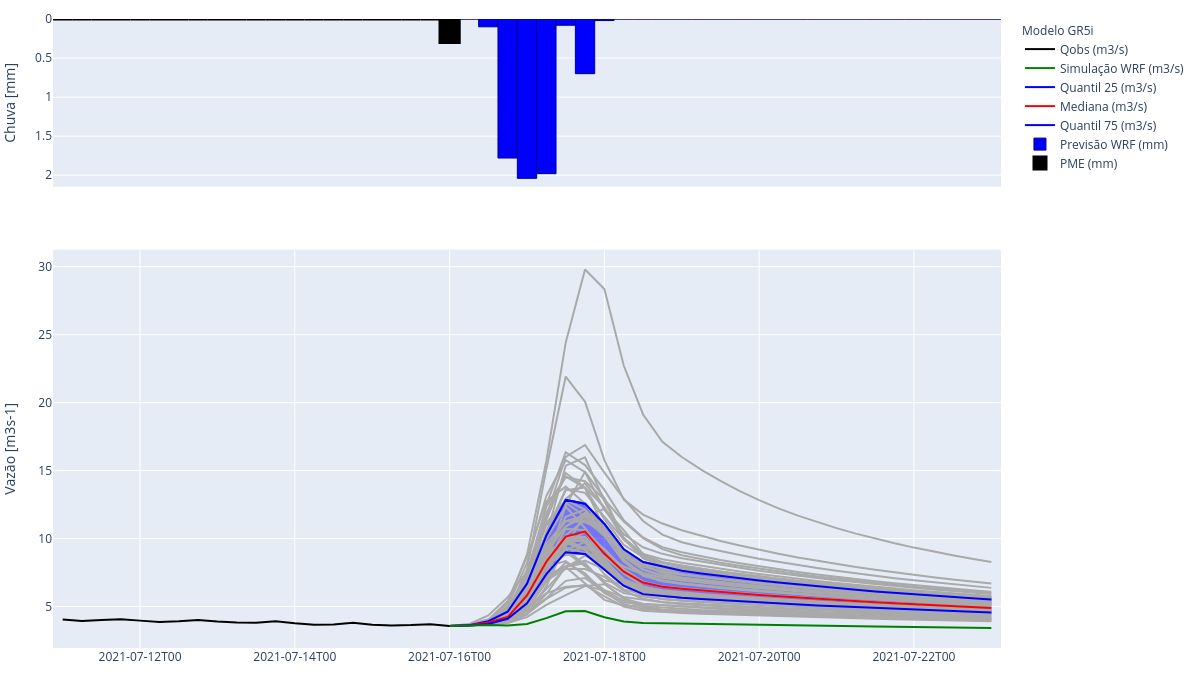 0
0.5
1
1.5
2
Chuva [mm]
Modelo GR5i
Qobs (m3/s)
Simulação WRF (m3/s)
Quantil 25 (m3/s)
Mediana (m3/s)
Quantil 75 (m3/s)
Previsão WRF (mm)
PME (mm)
30
25
20
15
10
5
Vazão [m3s-1]
2021-07-12T00
2021-07-14T00
2021-07-16T00
2021-07-18T00
2021-07-20T00
2021-07-22T00